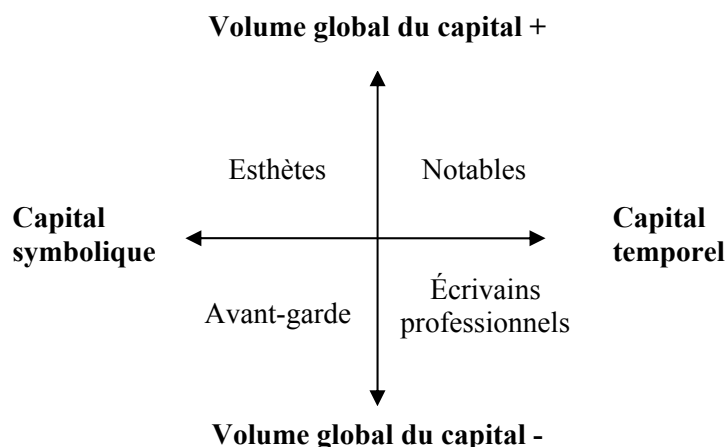 Volume global du capital +
Esthètes
Notables
Capital
symbolique
Capital
temporel
Avant-garde
Écrivains
professionnels
Volume global du capital -